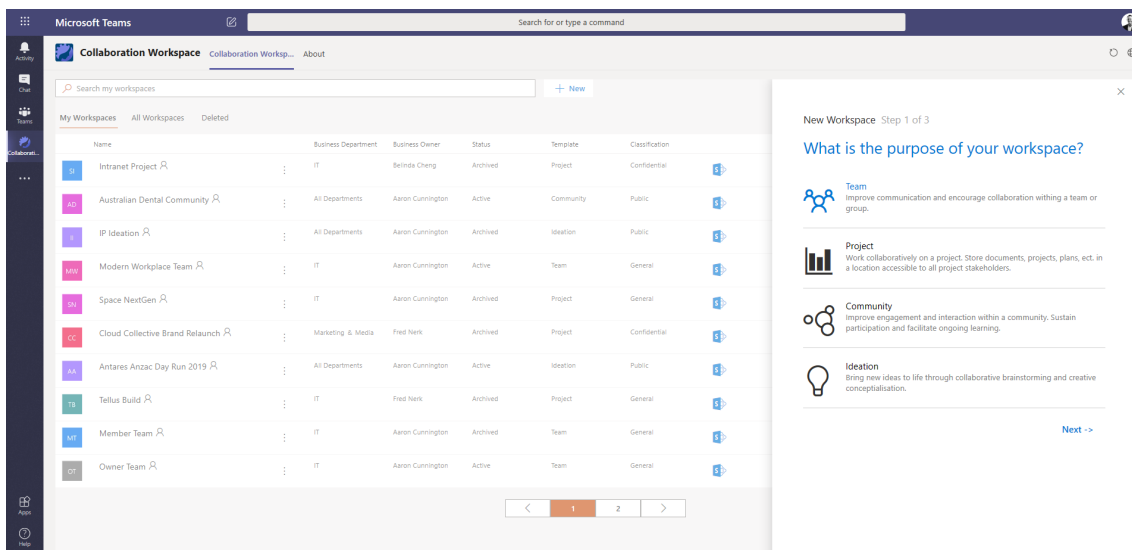 Microsoft Teams
Search for or type a command
Activity
Chat
Teams
Collaborati...
Apps
Help
Collaboration Workspace
Collaboration Worksp...
About
Search my workspaces
New
My Workspaces
All Workspaces
Deleted
Name Business Department Business Owner Status Template Classification
SI Intranet Project IT Belinda Cheng Archived Project Confidential
AD Australian Dental Community All Departments Aaron Cunnington Active Community Public
II IP Ideation All Departments Aaron Cunnington Archived Ideation Public
MW Modern Workplace Team IT Aaron Cunnington Active Team General
SN Space NextGen IT Aaron Cunnington Archived Project General
CC Cloud Collective Brand Relaunch Marketing & Media Fred Nerk Archived Project Confidential
AA Antares Anzac Day Run 2019 All Departments Aaron Cunnington Active Ideation Public
TB Tellus Build IT Fred Nerk Archived Project General
MT Member Team IT Aaron Cunnington Archived Team General
OT Owner Team IT Aaron Cunnington Active Team General
1 2
New Workspace Step 1 of 3
What is the purpose of your workspace?
Team
Improve communication and encourage collaboration withing a team or
group.
Project
Work collaboratively on a project. Store documents, projects, plans, ect. in
a location accessible to all project stakeholders.
Community
Improve engagement and interaction within a community. Sustain
participation and facilitate ongoing learning.
Ideation
Bring new ideas to life through collaborative brainstorming and creative
conceptialisation.
Next ->